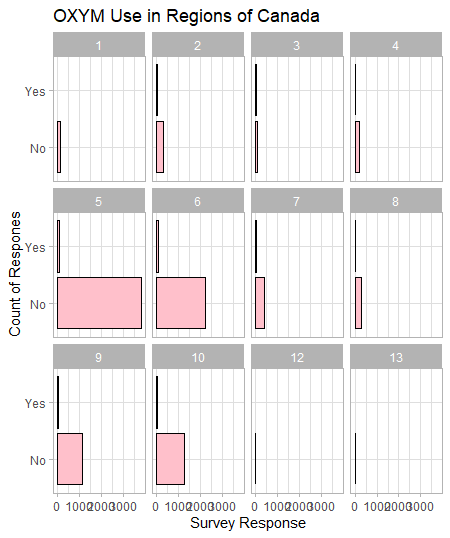 OXYM Use in Regions of Canada
1 2 3 4
Yes
No
5 6 7 8
Yes
No
9 10 12 13
Yes
No
0 1000 2000 3000 0 1000 2000 3000 0 1000 2000 3000 0 1000 2000 3000
Survey Response
Count of Respones